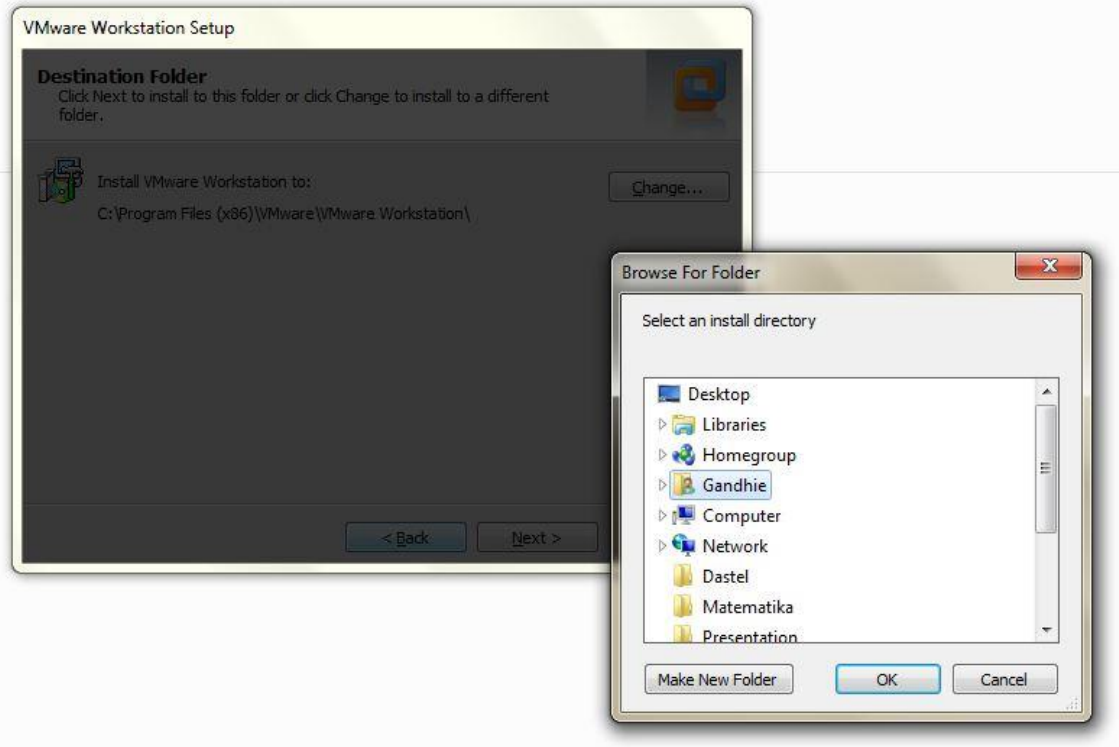 VMware Workstation Setup
Destination Folder
Click Next to install to this folder or click Change to install to a different
folder.
Install VMware Workstation to:
Change...
C:\Program Files (x86)\VMware\VMware Workstation\
< Back
Next >
Browse For Folder
Select an install directory
Desktop
Libraries
Homegroup
Gandhie
Computer
Network
Dastel
Matematika
Presentation
Make New Folder
OK
Cancel